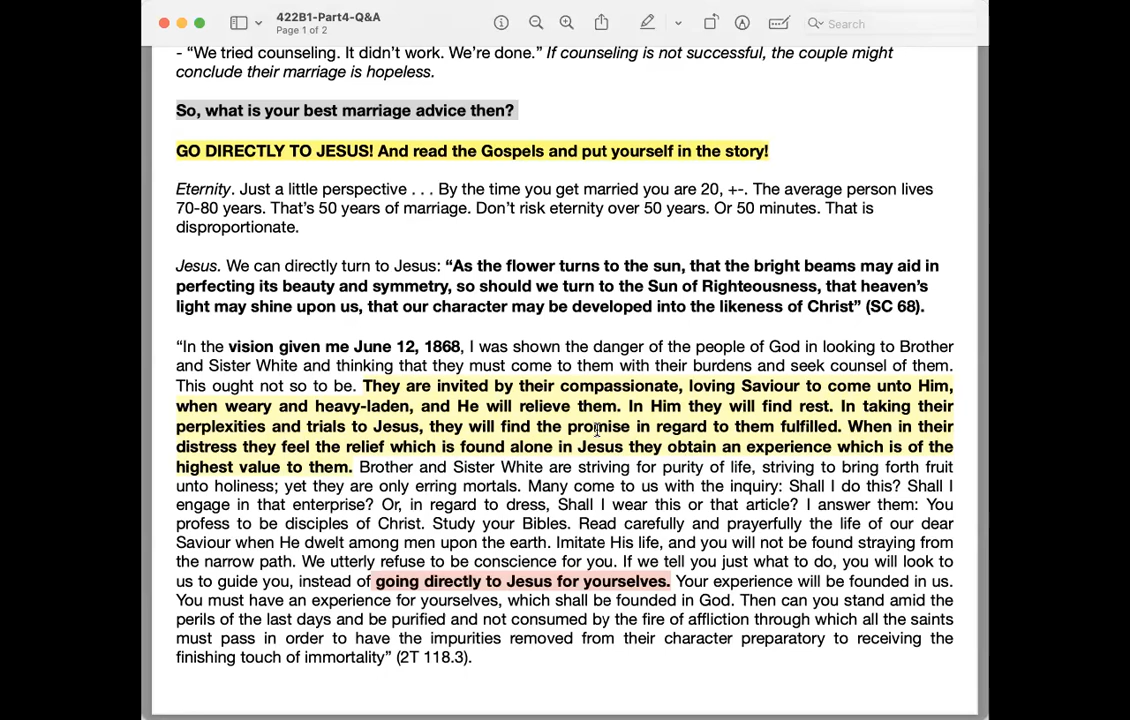 422B1-Part4-Q&A
Page 1 of 2
Search
- “We tried counseling. It didn’t work. We’re done.” If counseling is not successful, the couple might
conclude their marriage is hopeless.
So, what is your best marriage advice then?
GO DIRECTLY TO JESUS! And read the Gospels and put yourself in the story!
Eternity. Just a little perspective . . . By the time you get married you are 20, +-. The average person lives
70-80 years. That’s 50 years of marriage. Don’t risk eternity over 50 years. Or 50 minutes. That is
disproportionate.
Jesus. We can directly turn to Jesus: “As the flower turns to the sun, that the bright beams may aid in
perfecting its beauty and symmetry, so should we turn to the Sun of Righteousness, that heaven’s
light may shine upon us, that our character may be developed into the likeness of Christ” (SC 68).
“In the vision given me June 12, 1868, I was shown the danger of the people of God in looking to Brother
and Sister White and thinking that they must come to them with their burdens and seek counsel of them.
This ought not so to be. They are invited by their compassionate, loving Saviour to come unto Him,
when weary and heavy-laden, and He will relieve them. In Him they will find rest. In taking their
perplexities and trials to Jesus, they will find the promise in regard to them fulfilled. When in their
distress they feel the relief which is found alone in Jesus they obtain an experience which is of the
highest value to them. Brother and Sister White are striving for purity of life, striving to bring forth fruit
unto holiness; yet they are only erring mortals. Many come to us with the inquiry: Shall I do this? Shall I
engage in that enterprise? Or, in regard to dress, Shall I wear this or that article? I answer them: You
profess to be disciples of Christ. Study your Bibles. Read carefully and prayerfully the life of our dear
Saviour when He dwelt among men upon the earth. Imitate His life, and you will not be found straying from
the narrow path. We utterly refuse to be conscience for you. If we tell you just what to do, you will look to
us to guide you, instead of going directly to Jesus for yourselves. Your experience will be founded in us.
You must have an experience for yourselves, which shall be founded in God. Then can you stand amid the
perils of the last days and be purified and not consumed by the fire of affliction through which all the saints
must pass in order to have the impurities removed from their character preparatory to receiving the
finishing touch of immortality” (2T 118.3).